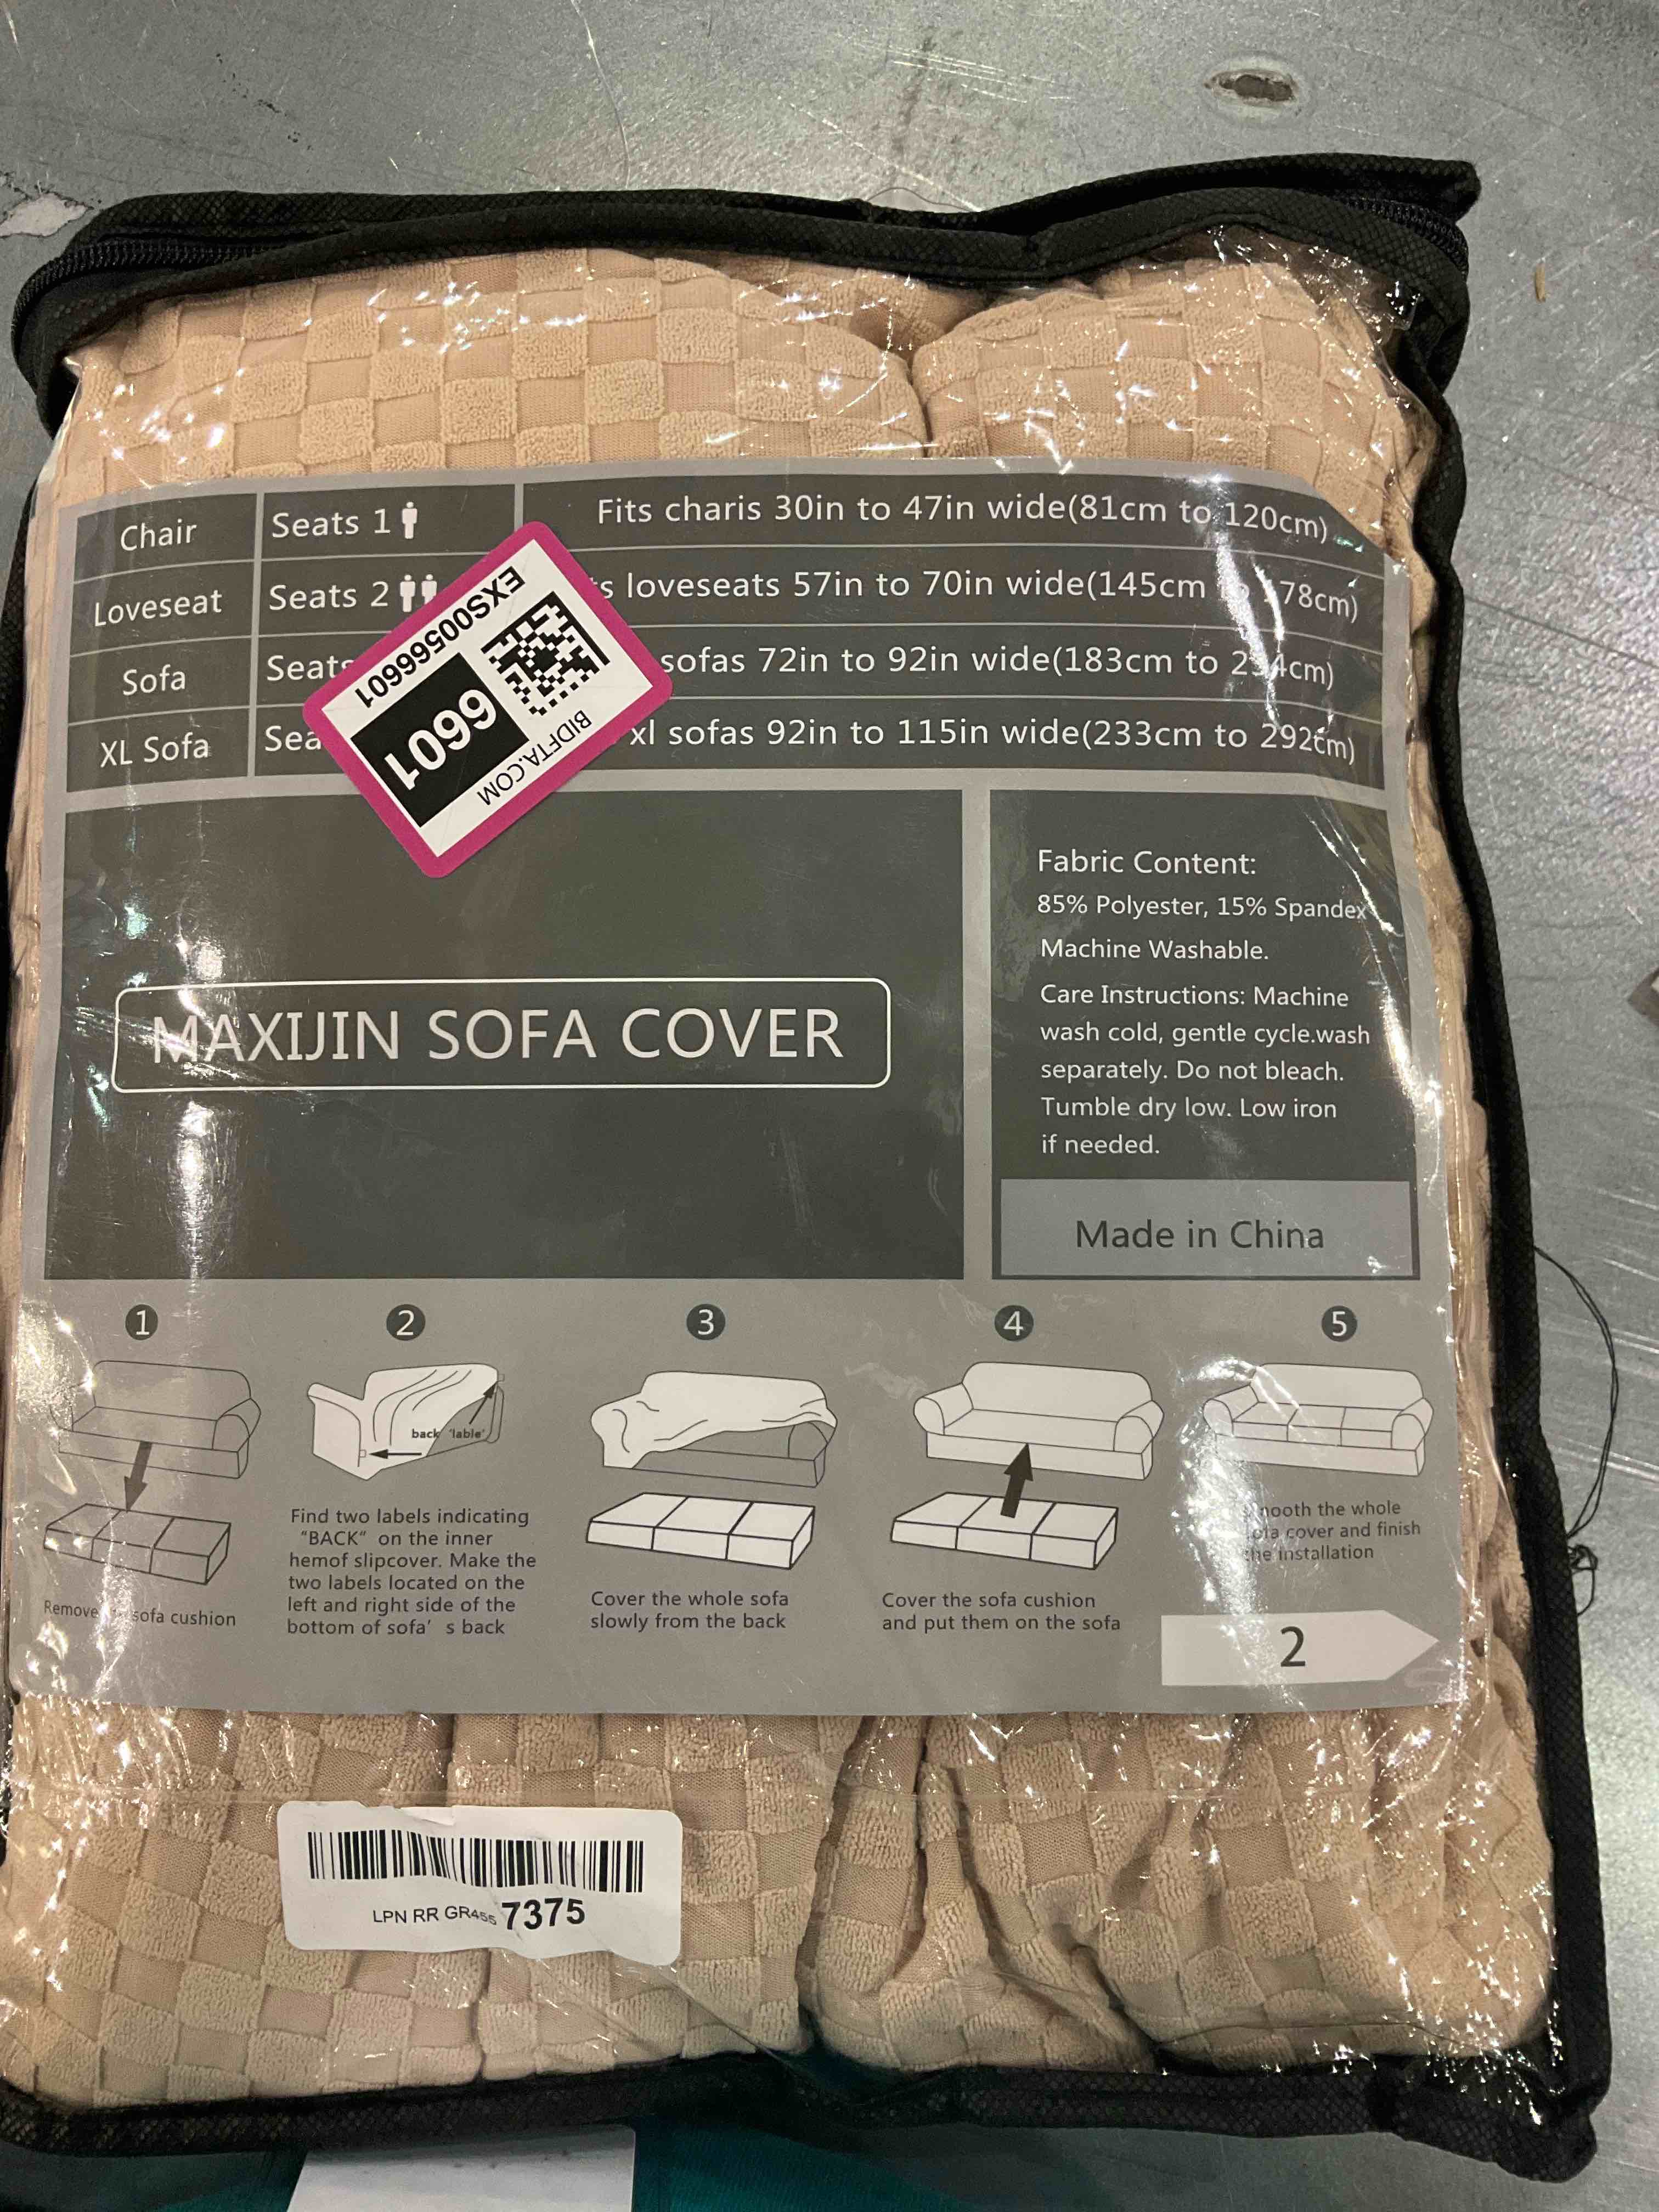 Chair Seats 1 Fits charis 30in to 47in wide(81cm to 120cm)
Loveseat Seats 2 loveseats 57in to 70in wide(145cm
Sofa sofas 72in to 92in wide(183cm to
XL Sofa xl sofas 92in to 115in wide(233cm to 292cm)
EXS00566601
6601
BIDFTA.COM
MAXIJIN SOFA COVER
Fabric Content:
85% Polyester, 15% Spandex
Machine Washable.
Care Instructions: Machine
wash cold, gentle cycle.wash
separately. Do not bleach.
Tumble dry low. Low iron
if needed.
Made in China
1
Remove sofa cushion
2
back 'lable'
Find two labels indicating
"BACK" on the inner
hemof slipcover. Make the
two labels located on the
left and right side of the
bottom of sofa's back
3
Cover the whole sofa
slowly from the back
4
Cover the sofa cushion
and put them on the sofa
5
the whole
cover and finish
the installation
2
LPN RR GR455 7375